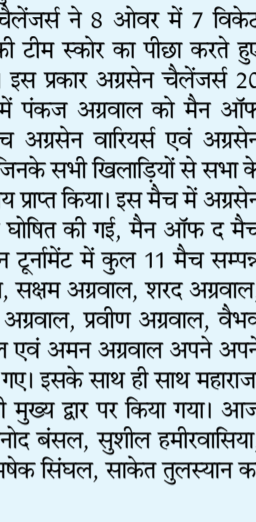 चैलेंजर्स ने 8 ओवर में 7 विकेट
की टीम स्कोर का पीछा करते हुए
। इस प्रकार अग्रसेन चैलेंजर्स 20
में पंकज अग्रवाल को मैन ऑफ
च अग्रसेन वारियर्स एवं अग्रसेन
जिनके सभी खिलाड़ियों से सभा के
य प्राप्त किया। इस मैच में अग्रसेन
घोषित की गई, मैन ऑफ द मैच
न टूर्नामेंट में कुल 11 मैच सम्पन्न
, सक्षम अग्रवाल, शरद अग्रवाल,
अग्रवाल, प्रवीण अग्रवाल, वैभव
न एवं अमन अग्रवाल अपने अपने
गए। इसके साथ ही साथ महाराज
ी मुख्य द्वार पर किया गया। आज
नोद बंसल, सुशील हमीरवासिया,
भषेक सिंघल, साकेत तुलस्यान क